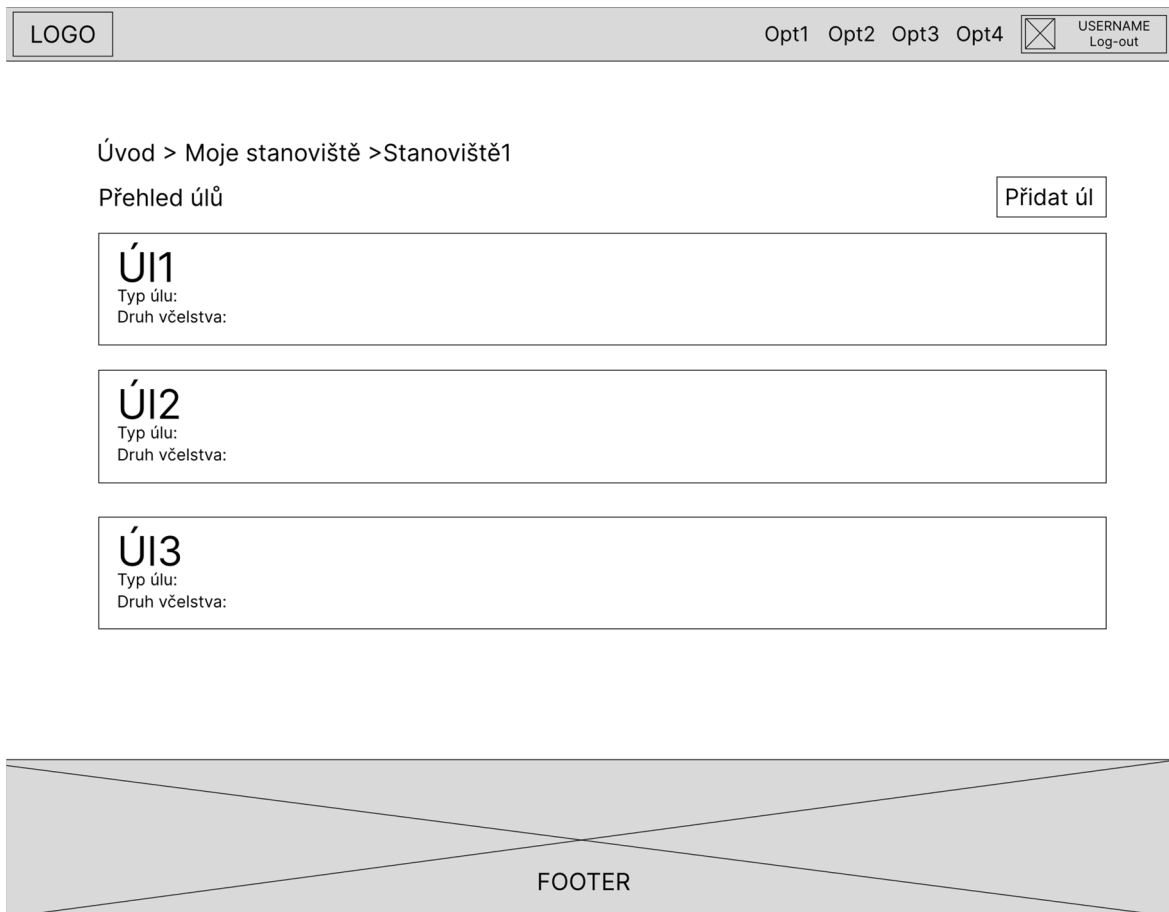 LOGO
Opt1 Opt2 Opt3 Opt4
USERNAME
Log-out
Úvod > Moje stanoviště >Stanoviště1
Přehled úlů
Přidat úl
Úl1
Typ úlu:
Druh včelstva:
Úl2
Typ úlu:
Druh včelstva:
Úl3
Typ úlu:
Druh včelstva:
FOOTER